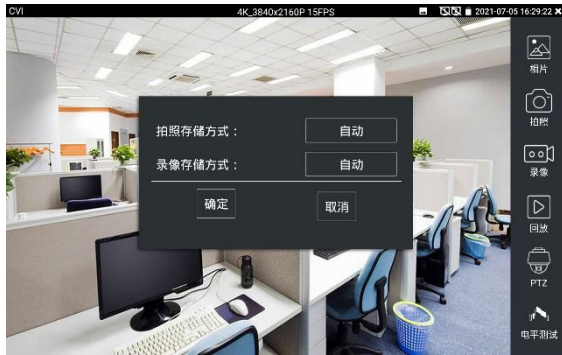 CVI 4K_3840x2160P 15FPS 2021-07-05 16:29:22
相片
拍照
录像
回放
PTZ
电平测试
拍照存储方式： 自动
录像存储方式： 自动
确定 取消